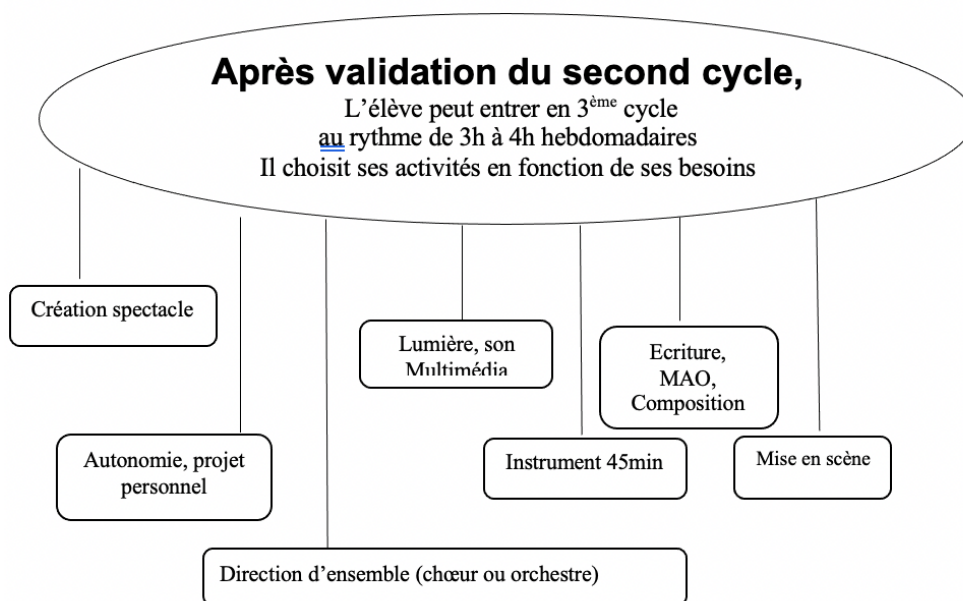 Après validation du second cycle,
L’élève peut entrer en 3ème cycle
au rythme de 3h à 4h hebdomadaires
Il choisit ses activités en fonction de ses besoins
Création spectacle
Lumière, son
Multimédia
Ecriture,
MAO,
Composition
Autonomie, projet
personnel
Instrument 45min
Mise en scène
Direction d’ensemble (chœur ou orchestre)